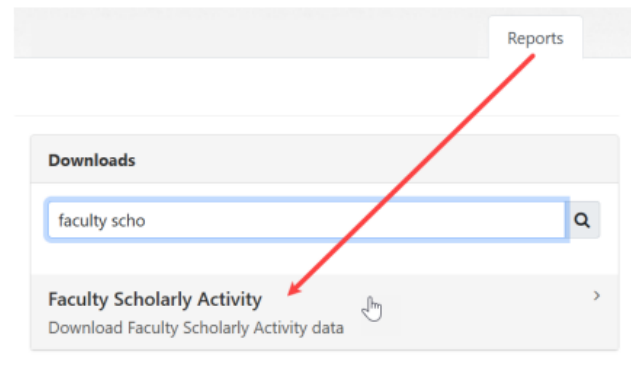 Reports
Downloads
faculty scho
Faculty Scholarly Activity
Download Faculty Scholarly Activity data